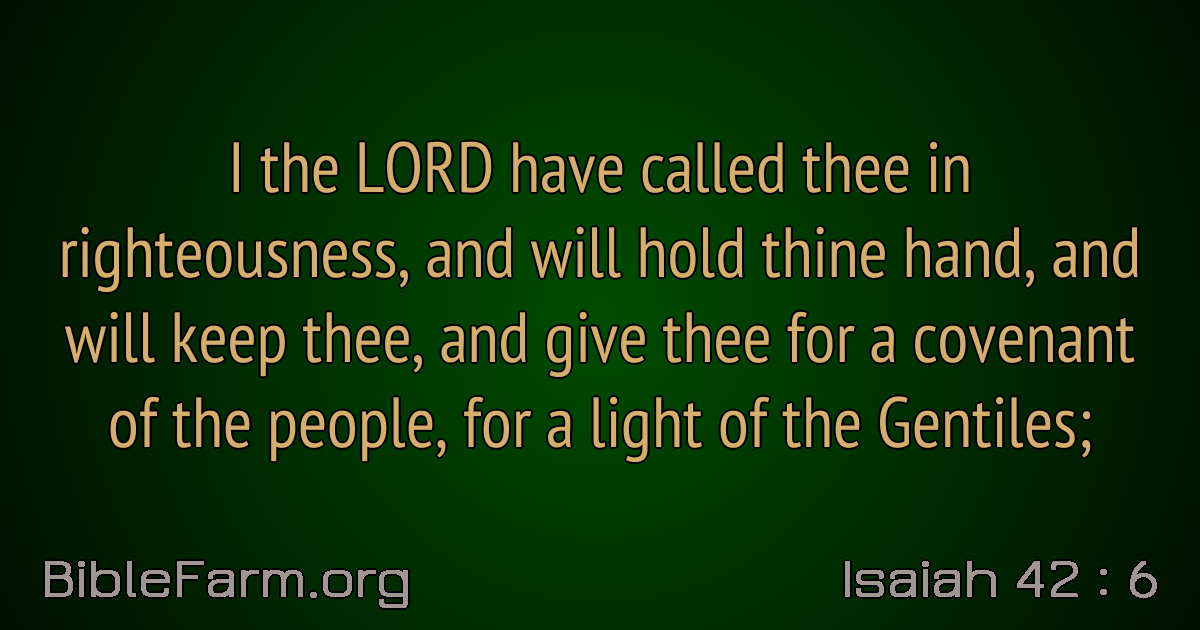 I the LORD have called thee in
righteousness, and will hold thine hand, and
will keep thee, and give thee for a covenant
of the people, for a light of the Gentiles;
BibleFarm.org
Isaiah 42 : 6